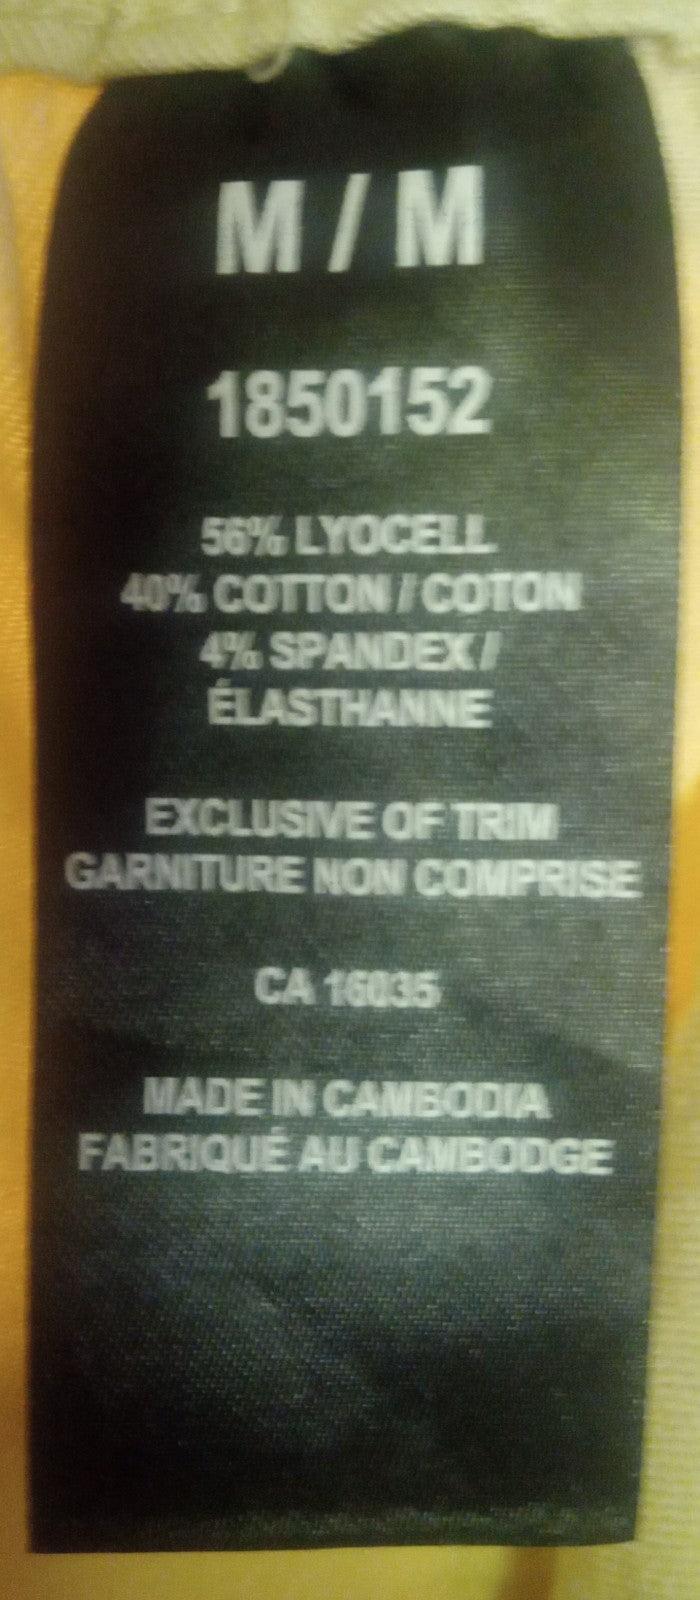 M / M
1850152
56% LYOCELL
40% COTTON / COTON
4% SPANDEX /
ÉLASTHANNE
EXCLUSIVE OF TRIM
GARNITURE NON COMPRISE
CA 16035
MADE IN CAMBODIA
FABRIQUÉ AU CAMBODGE